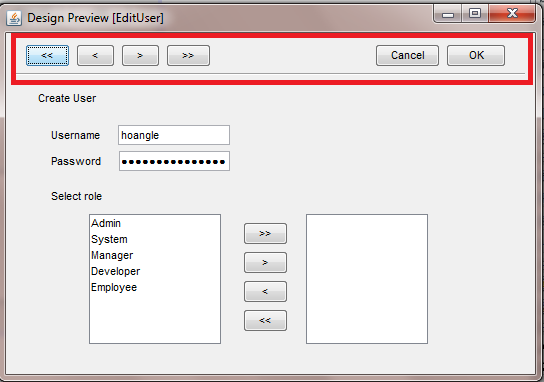 Design Preview [EditUser]
<< < > >> Cancel OK
Create User
Username hoangle
Password ●●●●●●●●●●●●●●●
Select role
Admin
System
Manager
Developer
Employee
>>
>
<
<<